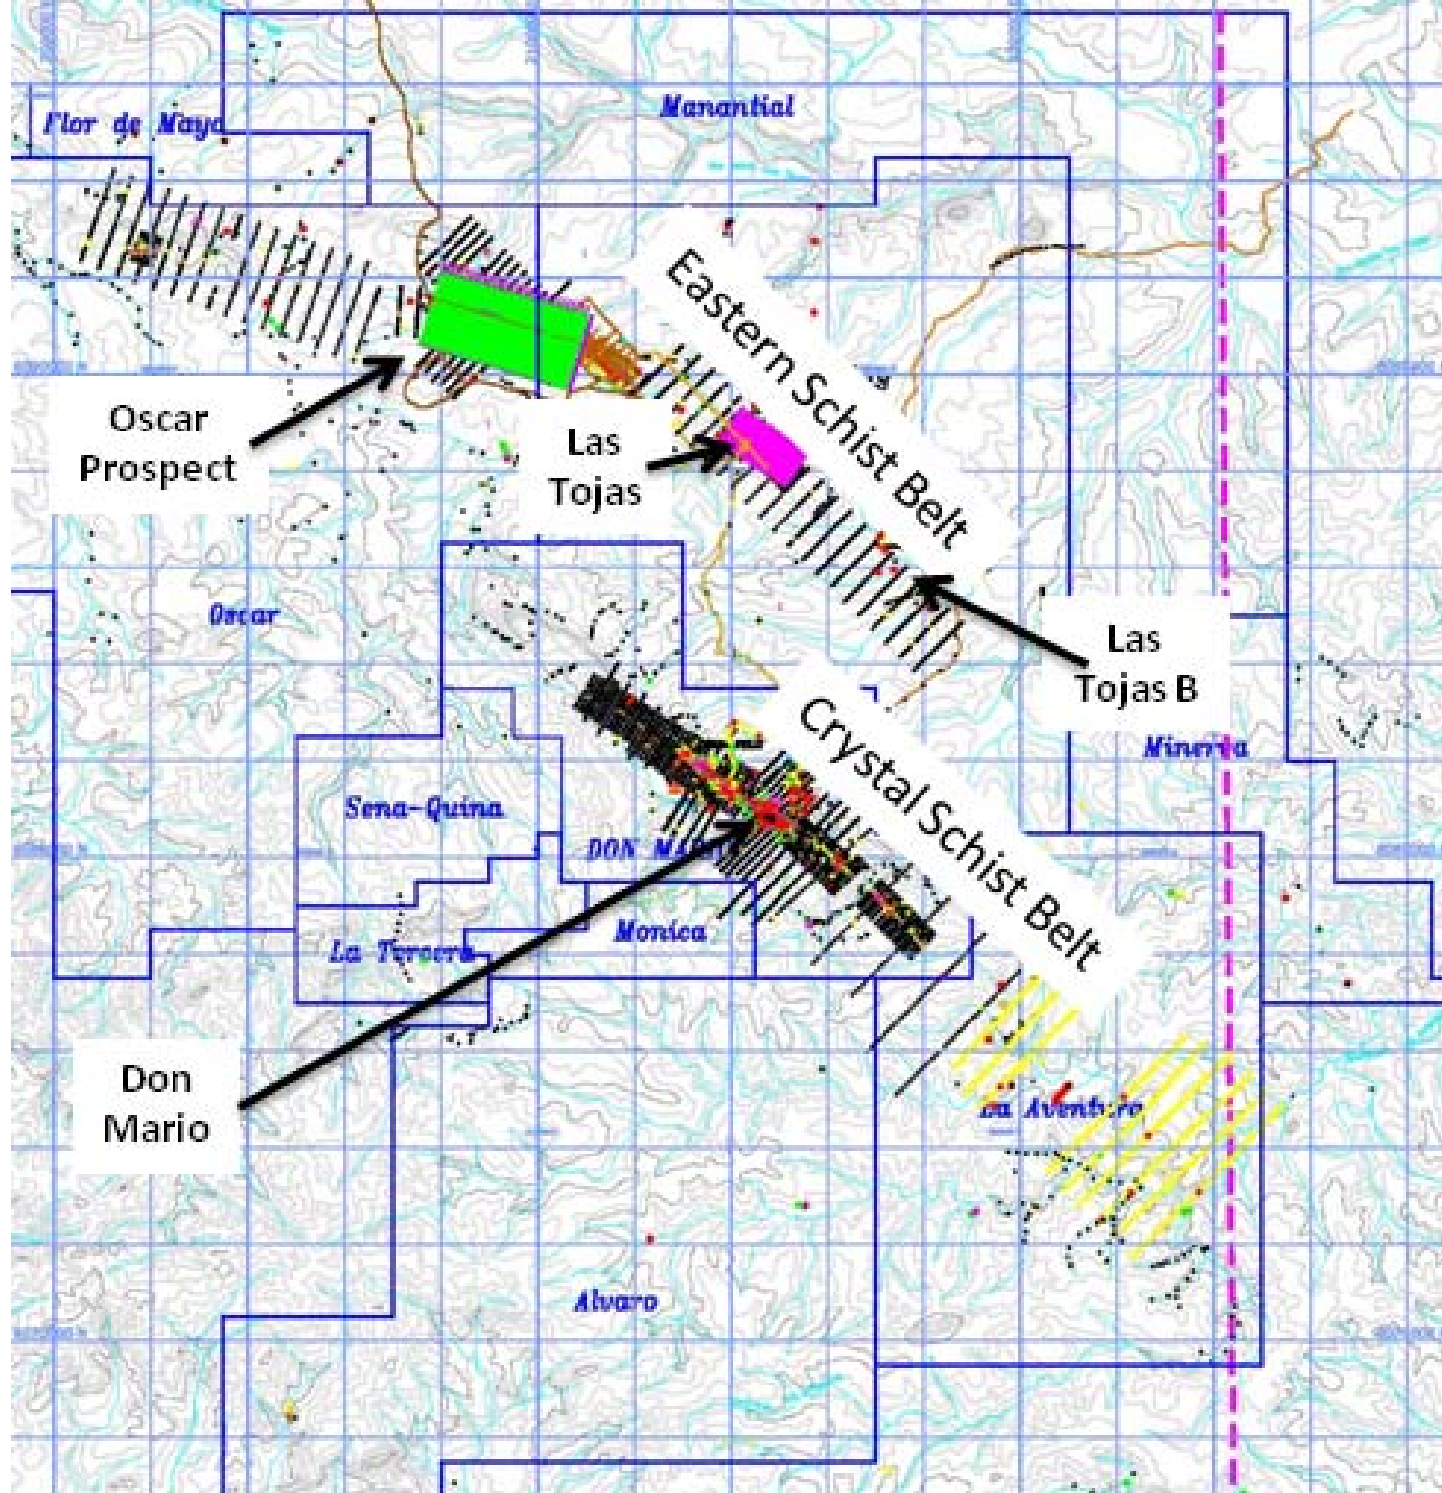 Manantial
Flor de Mayo
Eastern Schist Belt
Oscar
Prospect
Las
Tojas
Oscar
Las
Tojas B
Minerva
Crystal Schist Belt
Sena-Quina
DON MA
Monica
La Tercera
Don
Mario
La Aventura
Alvaro